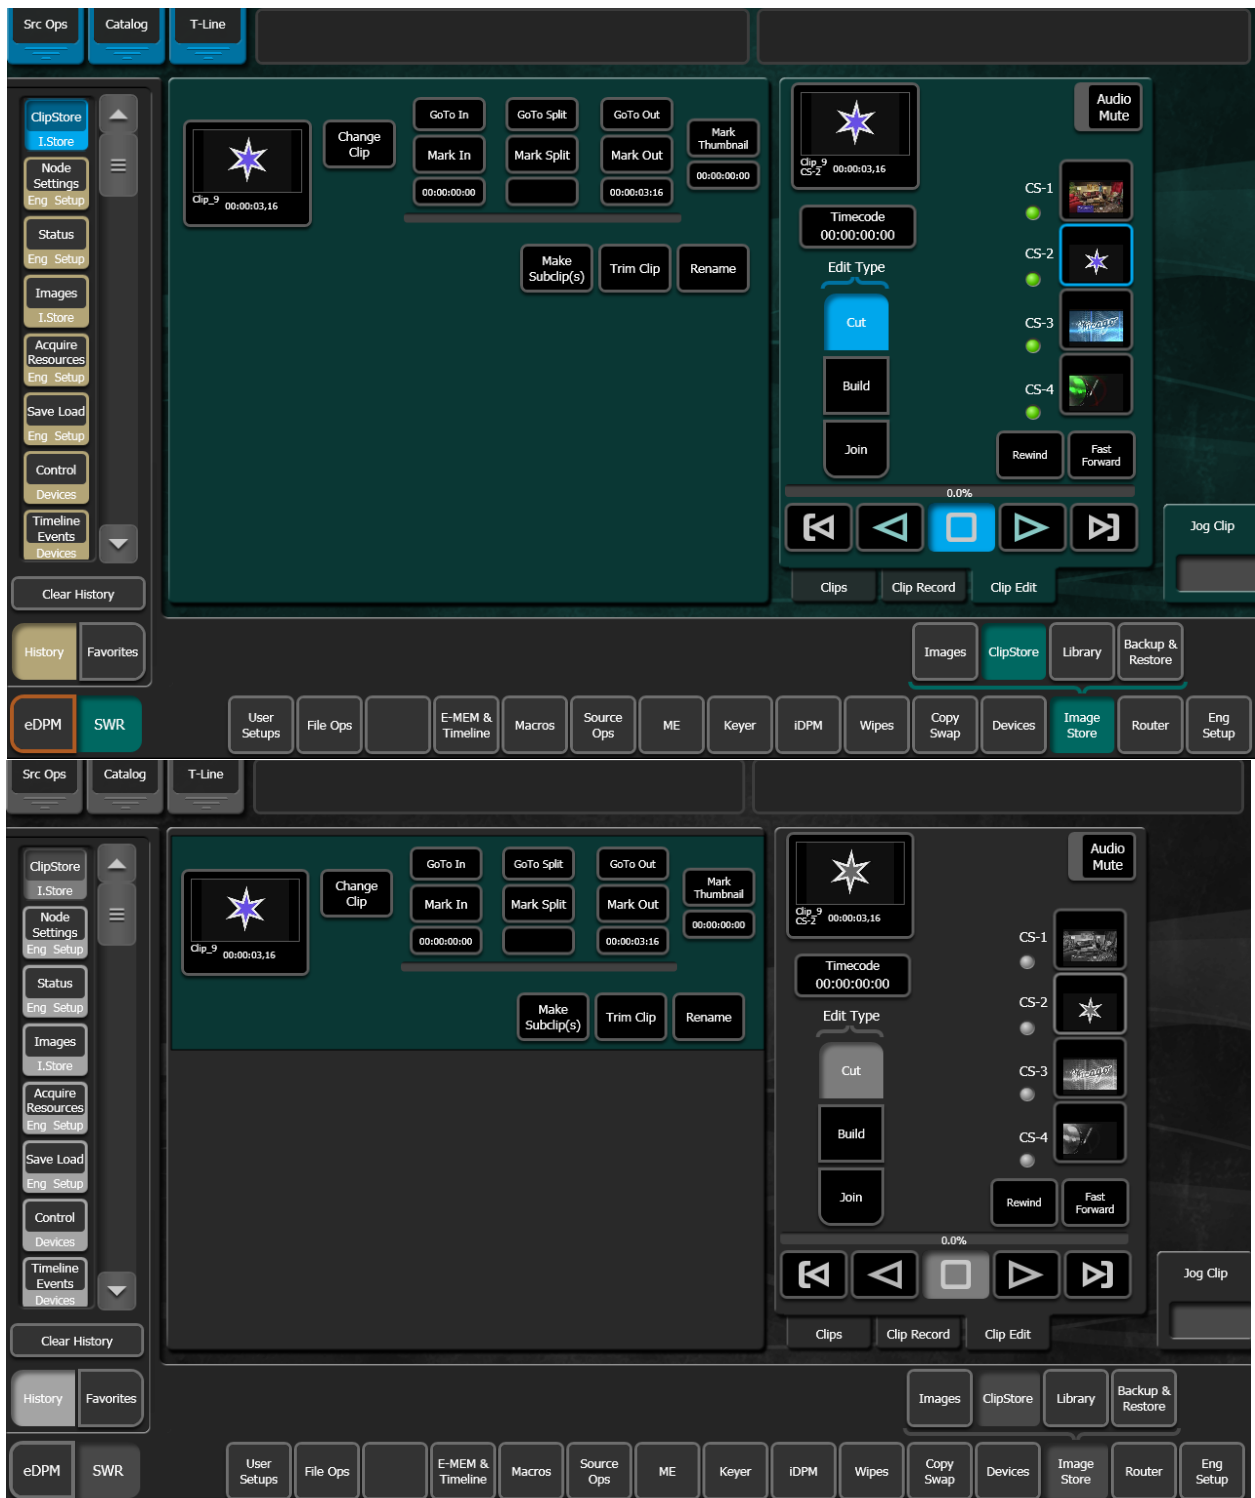 Src Ops
Catalog
T-Line
ClipStore
I.Store
Node
Settings
Eng Setup
Status
Eng Setup
Images
I.Store
Acquire
Resources
Eng Setup
Save Load
Eng Setup
Control
Devices
Timeline
Events
Devices
Clear History
History
Favorites
eDPM
SWR
Clip_9 00:00:03,16
Change
Clip
GoTo In
GoTo Split
GoTo Out
Mark In
Mark Split
Mark Out
Mark
Thumbnail
00:00:00:00
00:00:03:16
00:00:00:00
Make
Subclip(s)
Trim Clip
Rename
Clip_9
CS-2 00:00:03,16
Audio
Mute
Timecode
00:00:00:00
Edit Type
Cut
Build
Join
CS-1
CS-2
CS-3
Chicago
CS-4
Rewind
Fast
Forward
0.0%
Jog Clip
Clips
Clip Record
Clip Edit
Images
ClipStore
Library
Backup &
Restore
User
Setups
File Ops
E-MEM &
Timeline
Macros
Source
Ops
ME
Keyer
iDPM
Wipes
Copy
Swap
Devices
Image
Store
Router
Eng
Setup
Src Ops
Catalog
T-Line
ClipStore
I.Store
Node
Settings
Eng Setup
Status
Eng Setup
Images
I.Store
Acquire
Resources
Eng Setup
Save Load
Eng Setup
Control
Devices
Timeline
Events
Devices
Clear History
History
Favorites
eDPM
SWR
Clip_9 00:00:03,16
Change
Clip
GoTo In
GoTo Split
GoTo Out
Mark In
Mark Split
Mark Out
Mark
Thumbnail
00:00:00:00
00:00:03:16
00:00:00:00
Make
Subclip(s)
Trim Clip
Rename
Clip_9
CS-2 00:00:03,16
Audio
Mute
Timecode
00:00:00:00
Edit Type
Cut
Build
Join
CS-1
CS-2
CS-3
Chicago
CS-4
Rewind
Fast
Forward
0.0%
Jog Clip
Clips
Clip Record
Clip Edit
Images
ClipStore
Library
Backup &
Restore
User
Setups
File Ops
E-MEM &
Timeline
Macros
Source
Ops
ME
Keyer
iDPM
Wipes
Copy
Swap
Devices
Image
Store
Router
Eng
Setup